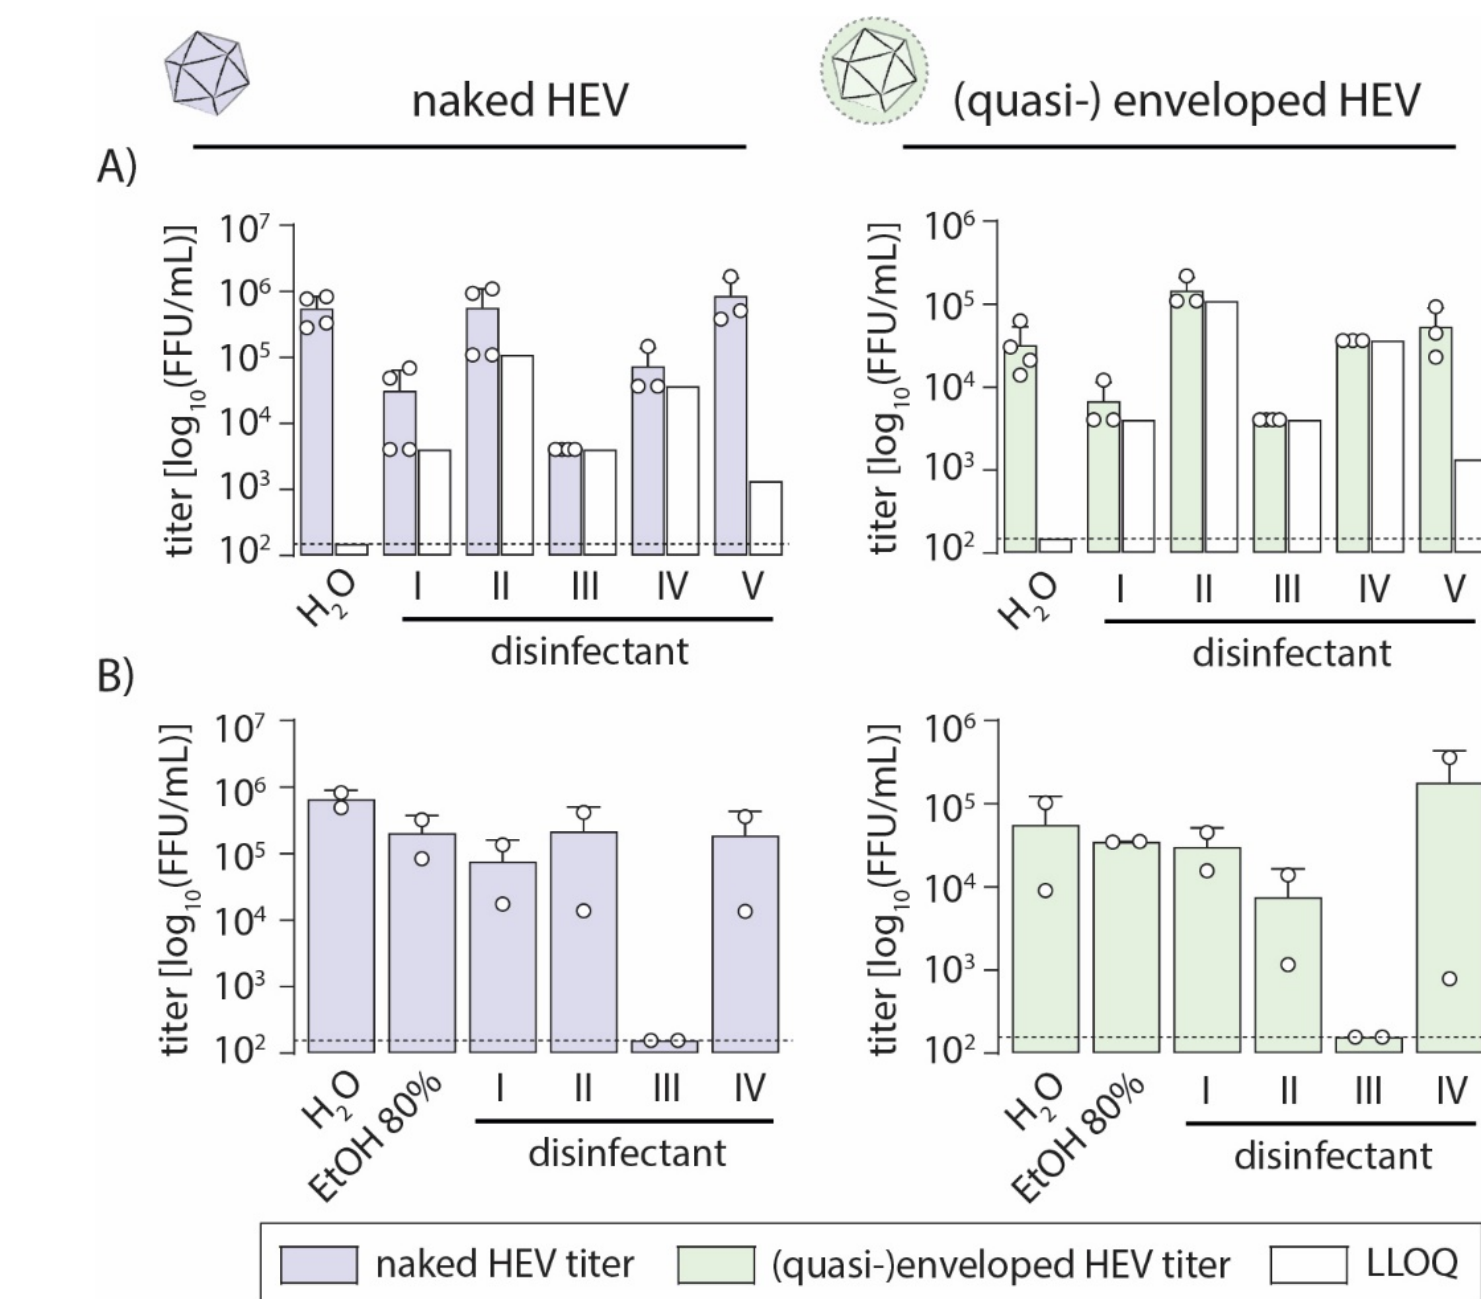 naked HEV
(quasi-) enveloped HEV
A)
titer [log10(FFU/mL)]
10⁷
10⁶
10⁵
10⁴
10³
10²
H₂O I II III IV V
disinfectant
titer [log10(FFU/mL)]
10⁶
10⁵
10⁴
10³
10²
H₂O I II III IV V
disinfectant
B)
titer [log10(FFU/mL)]
10⁷
10⁶
10⁵
10⁴
10³
10²
H₂O EtOH 80% I II III IV
disinfectant
titer [log10(FFU/mL)]
10⁶
10⁵
10⁴
10³
10²
H₂O EtOH 80% I II III IV
disinfectant
naked HEV titer (quasi-)enveloped HEV titer LLOQ